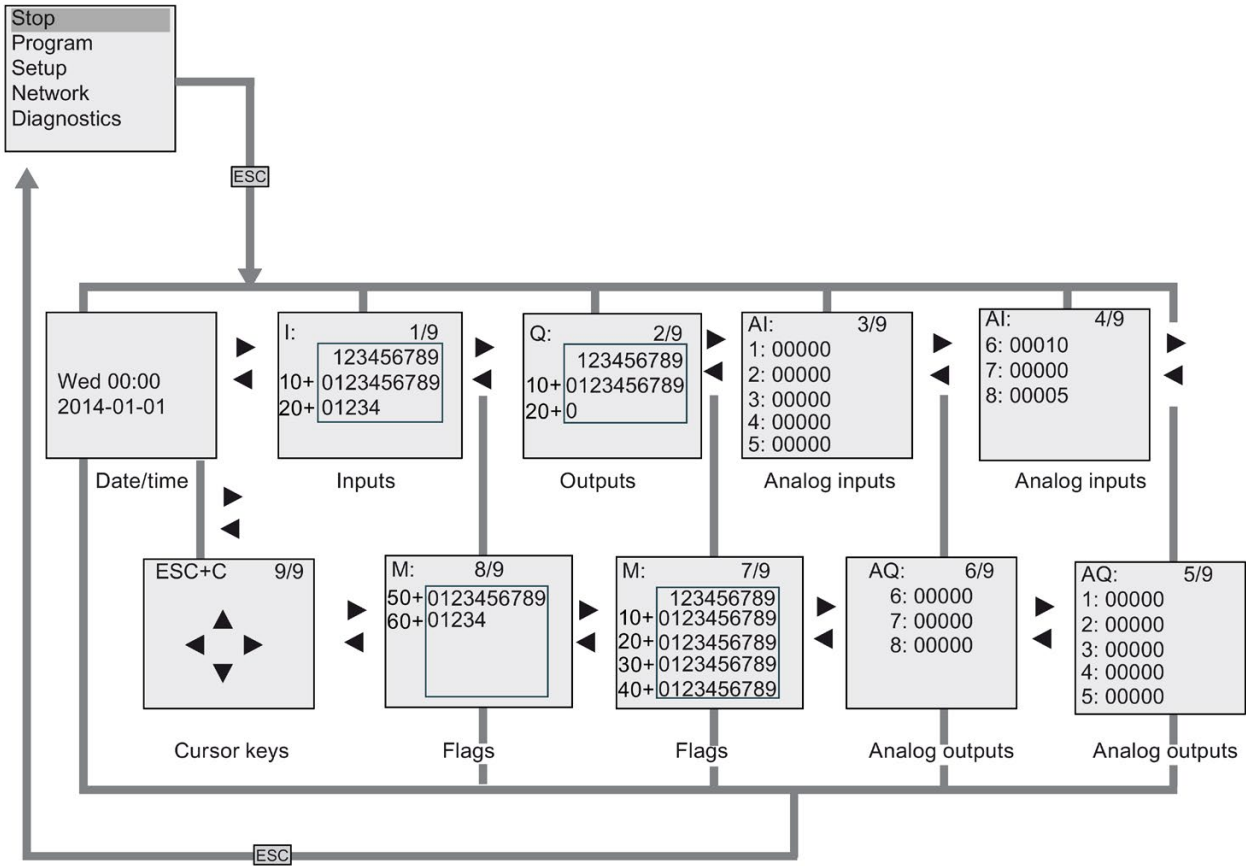 Stop
Program
Setup
Network
Diagnostics
ESC
Wed 00:00
2014-01-01
Date/time
I: 1/9
123456789
10+ 0123456789
20+ 01234
Inputs
Q: 2/9
123456789
10+ 0123456789
20+ 0
Outputs
AI: 3/9
1: 00000
2: 00000
3: 00000
4: 00000
5: 00000
Analog inputs
AI: 4/9
6: 00010
7: 00000
8: 00005
Analog inputs
ESC+C 9/9
Cursor keys
M: 8/9
50+ 0123456789
60+ 01234
Flags
M: 7/9
123456789
10+ 0123456789
20+ 0123456789
30+ 0123456789
40+ 0123456789
Flags
AQ: 6/9
6: 00000
7: 00000
8: 00000
Analog outputs
AQ: 5/9
1: 00000
2: 00000
3: 00000
4: 00000
5: 00000
Analog outputs
ESC